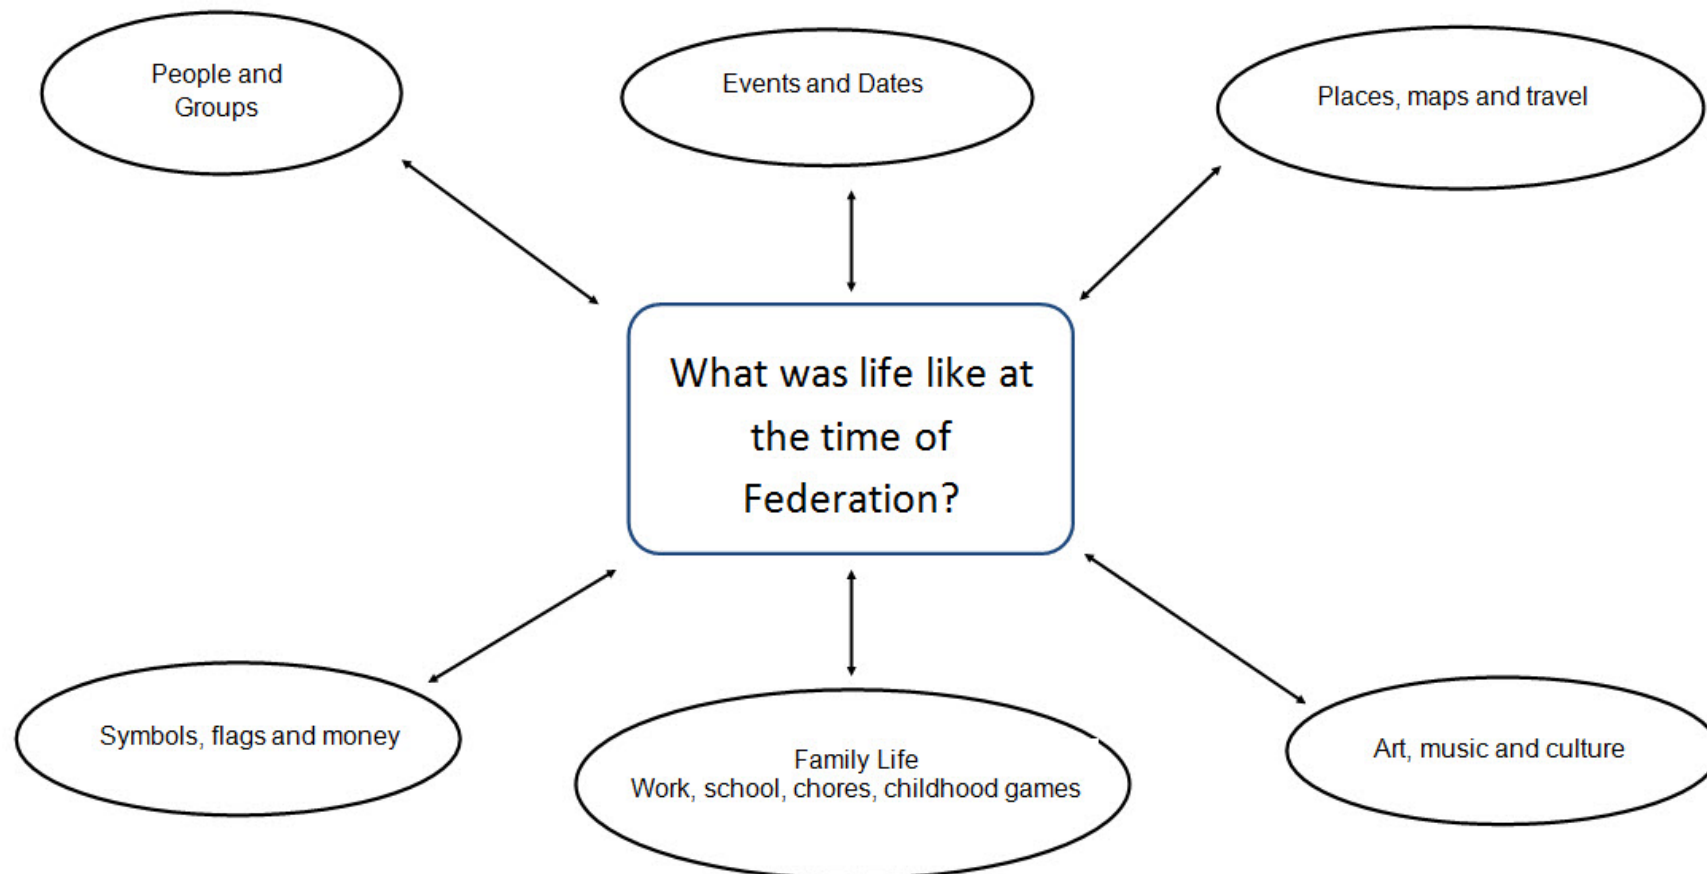 People and
Groups
Events and Dates
Places, maps and travel
What was life like at
the time of
Federation?
Symbols, flags and money
Family Life
Work, school, chores, childhood games
Art, music and culture